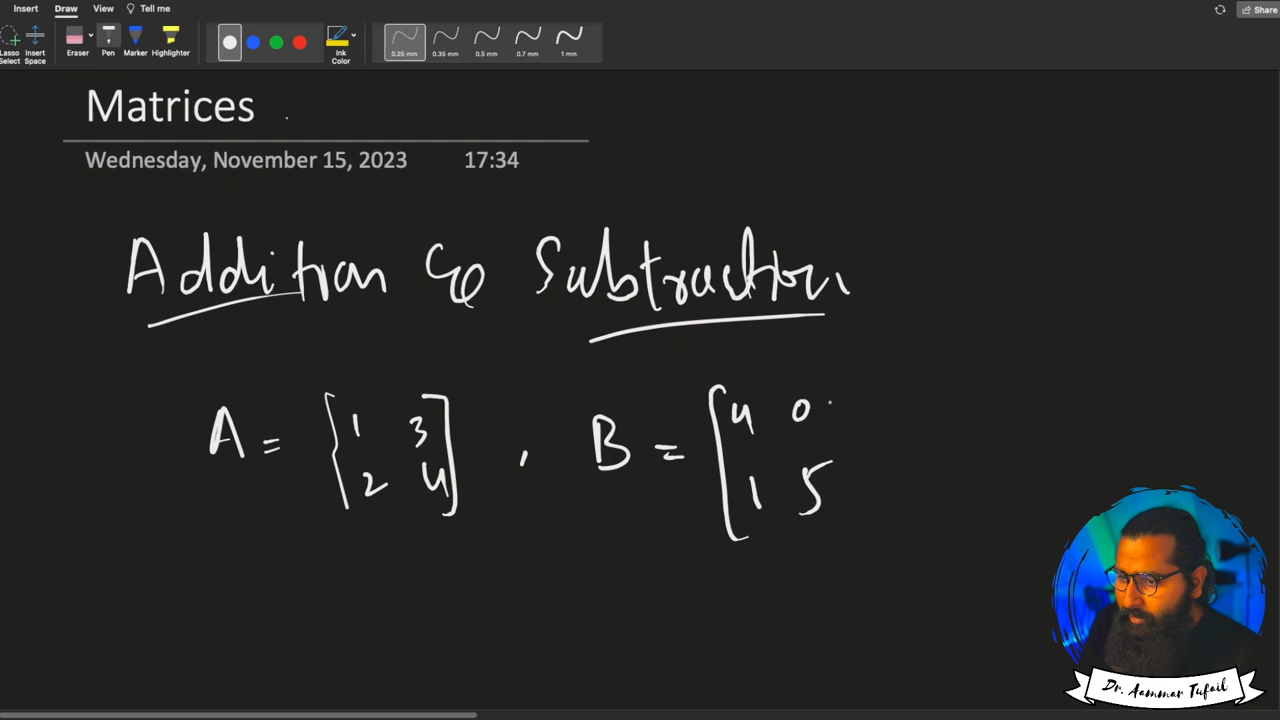 Insert Draw View Tell me Share
Lasso Select Insert Space Eraser Pen Marker Highlighter Ink Color 0.25 mm 0.35 mm 0.5 mm 0.7 mm 1 mm
Matrices
Wednesday, November 15, 2023 17:34
Addition & Subtraction
A = [1 3
2 4] , B = [4 0
1 5
Dr. Aammar Tufail